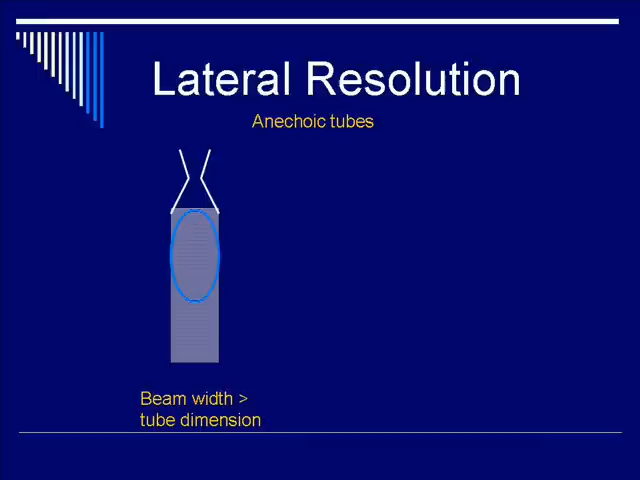 Lateral Resolution
Anechoic tubes
Beam width >
tube dimension